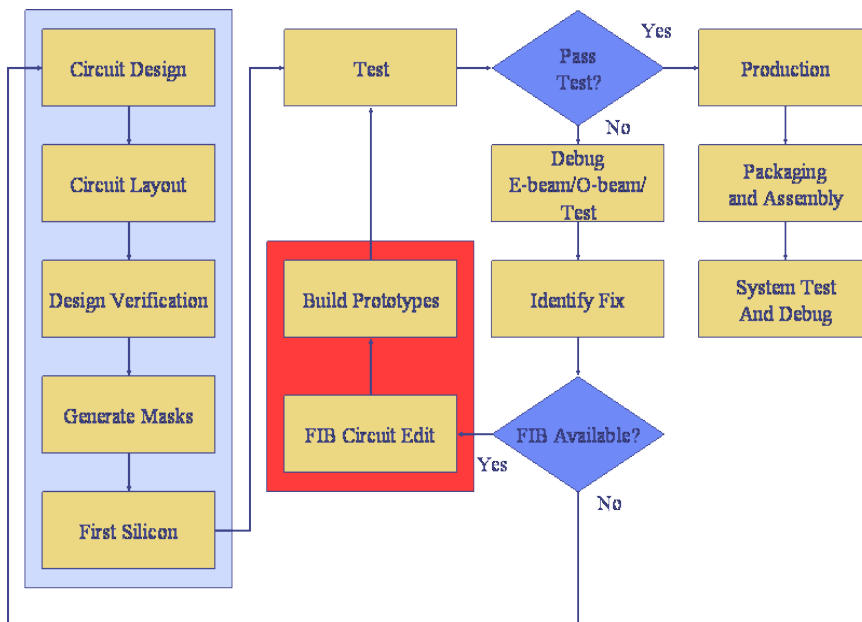 Circuit Design
Circuit Layout
Design Verification
Generate Masks
First Silicon
Test
Pass
Test?
Yes
No
Production
Packaging
and Assembly
System Test
And Debug
Debug
E-beam/O-beam/
Test
Identify Fix
FIB Available?
Yes
No
FIB Circuit Edit
Build Prototypes